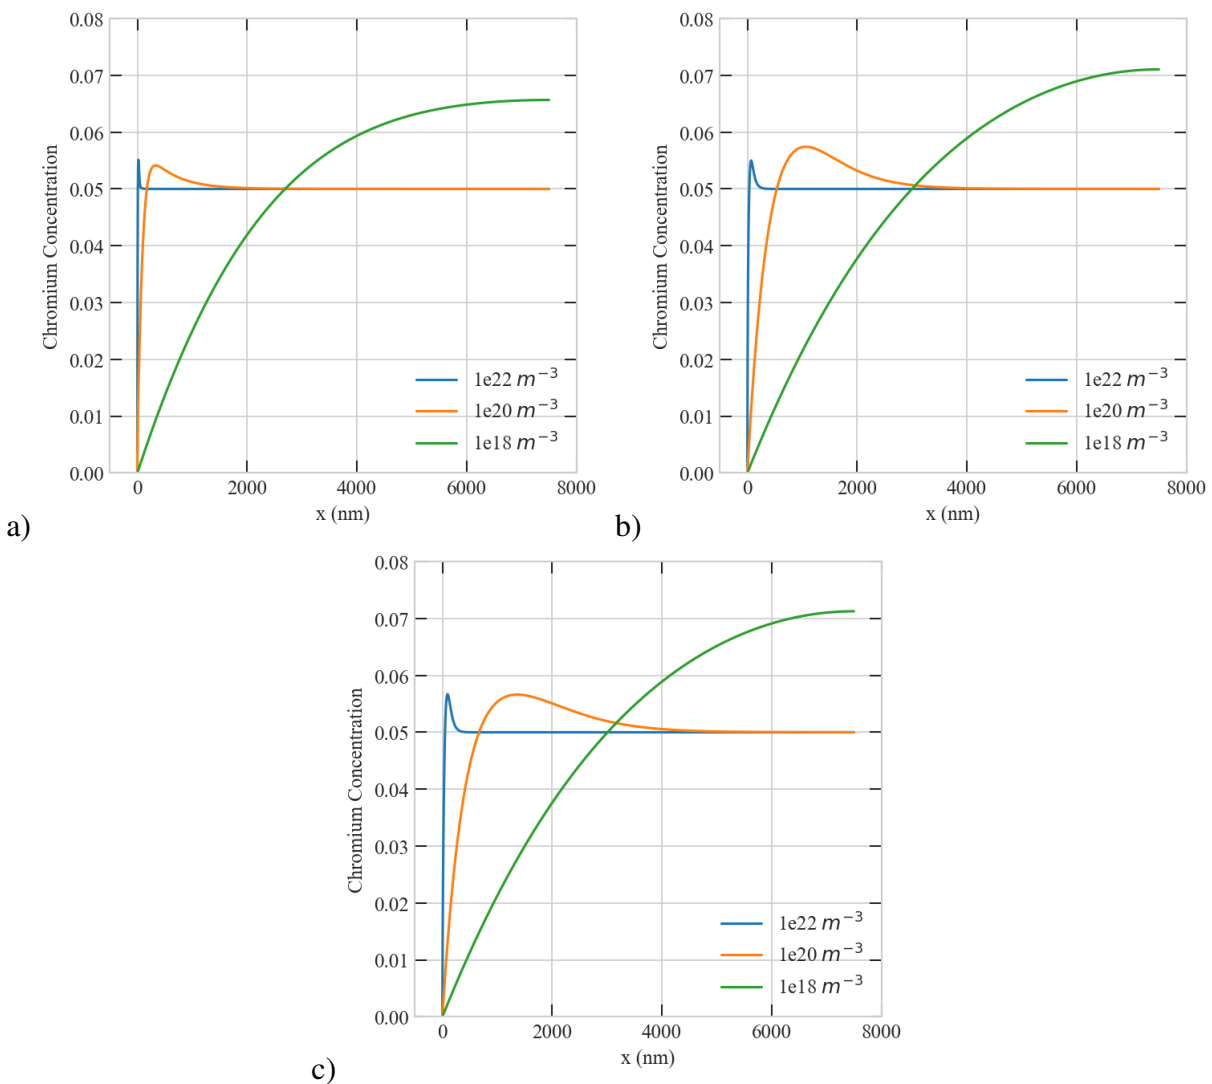 0.08
0.07
0.06
0.05
0.04
0.03
0.02
0.01
0.00
Chromium Concentration
1e22 m⁻³
1e20 m⁻³
1e18 m⁻³
0 2000 4000 6000 8000
x (nm)
a)
0.08
0.07
0.06
0.05
0.04
0.03
0.02
0.01
0.00
Chromium Concentration
1e22 m⁻³
1e20 m⁻³
1e18 m⁻³
0 2000 4000 6000 8000
x (nm)
b)
0.08
0.07
0.06
0.05
0.04
0.03
0.02
0.01
0.00
Chromium Concentration
1e22 m⁻³
1e20 m⁻³
1e18 m⁻³
0 2000 4000 6000 8000
x (nm)
c)